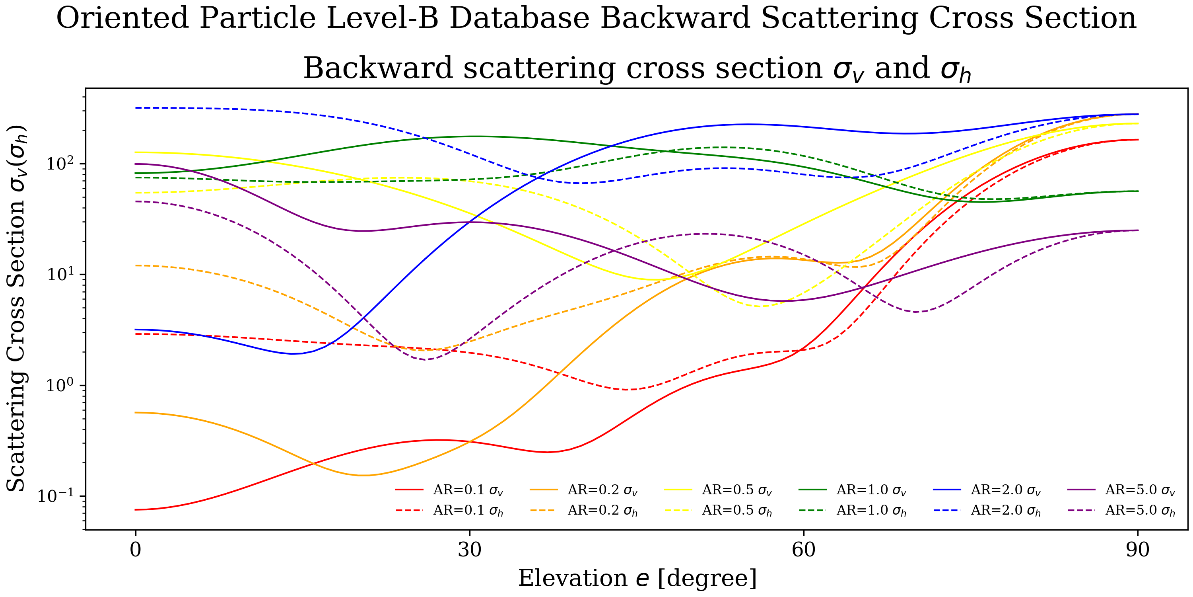 Oriented Particle Level-B Database Backward Scattering Cross Section
Backward scattering cross section σᵥ and σₕ
Scattering Cross Section σᵥ(σₕ)
10²
10¹
10⁰
10⁻¹
AR=0.1 σᵥ AR=0.2 σᵥ AR=0.5 σᵥ AR=1.0 σᵥ AR=2.0 σᵥ AR=5.0 σᵥ
AR=0.1 σₕ AR=0.2 σₕ AR=0.5 σₕ AR=1.0 σₕ AR=2.0 σₕ AR=5.0 σₕ
0 30 60 90
Elevation e [degree]